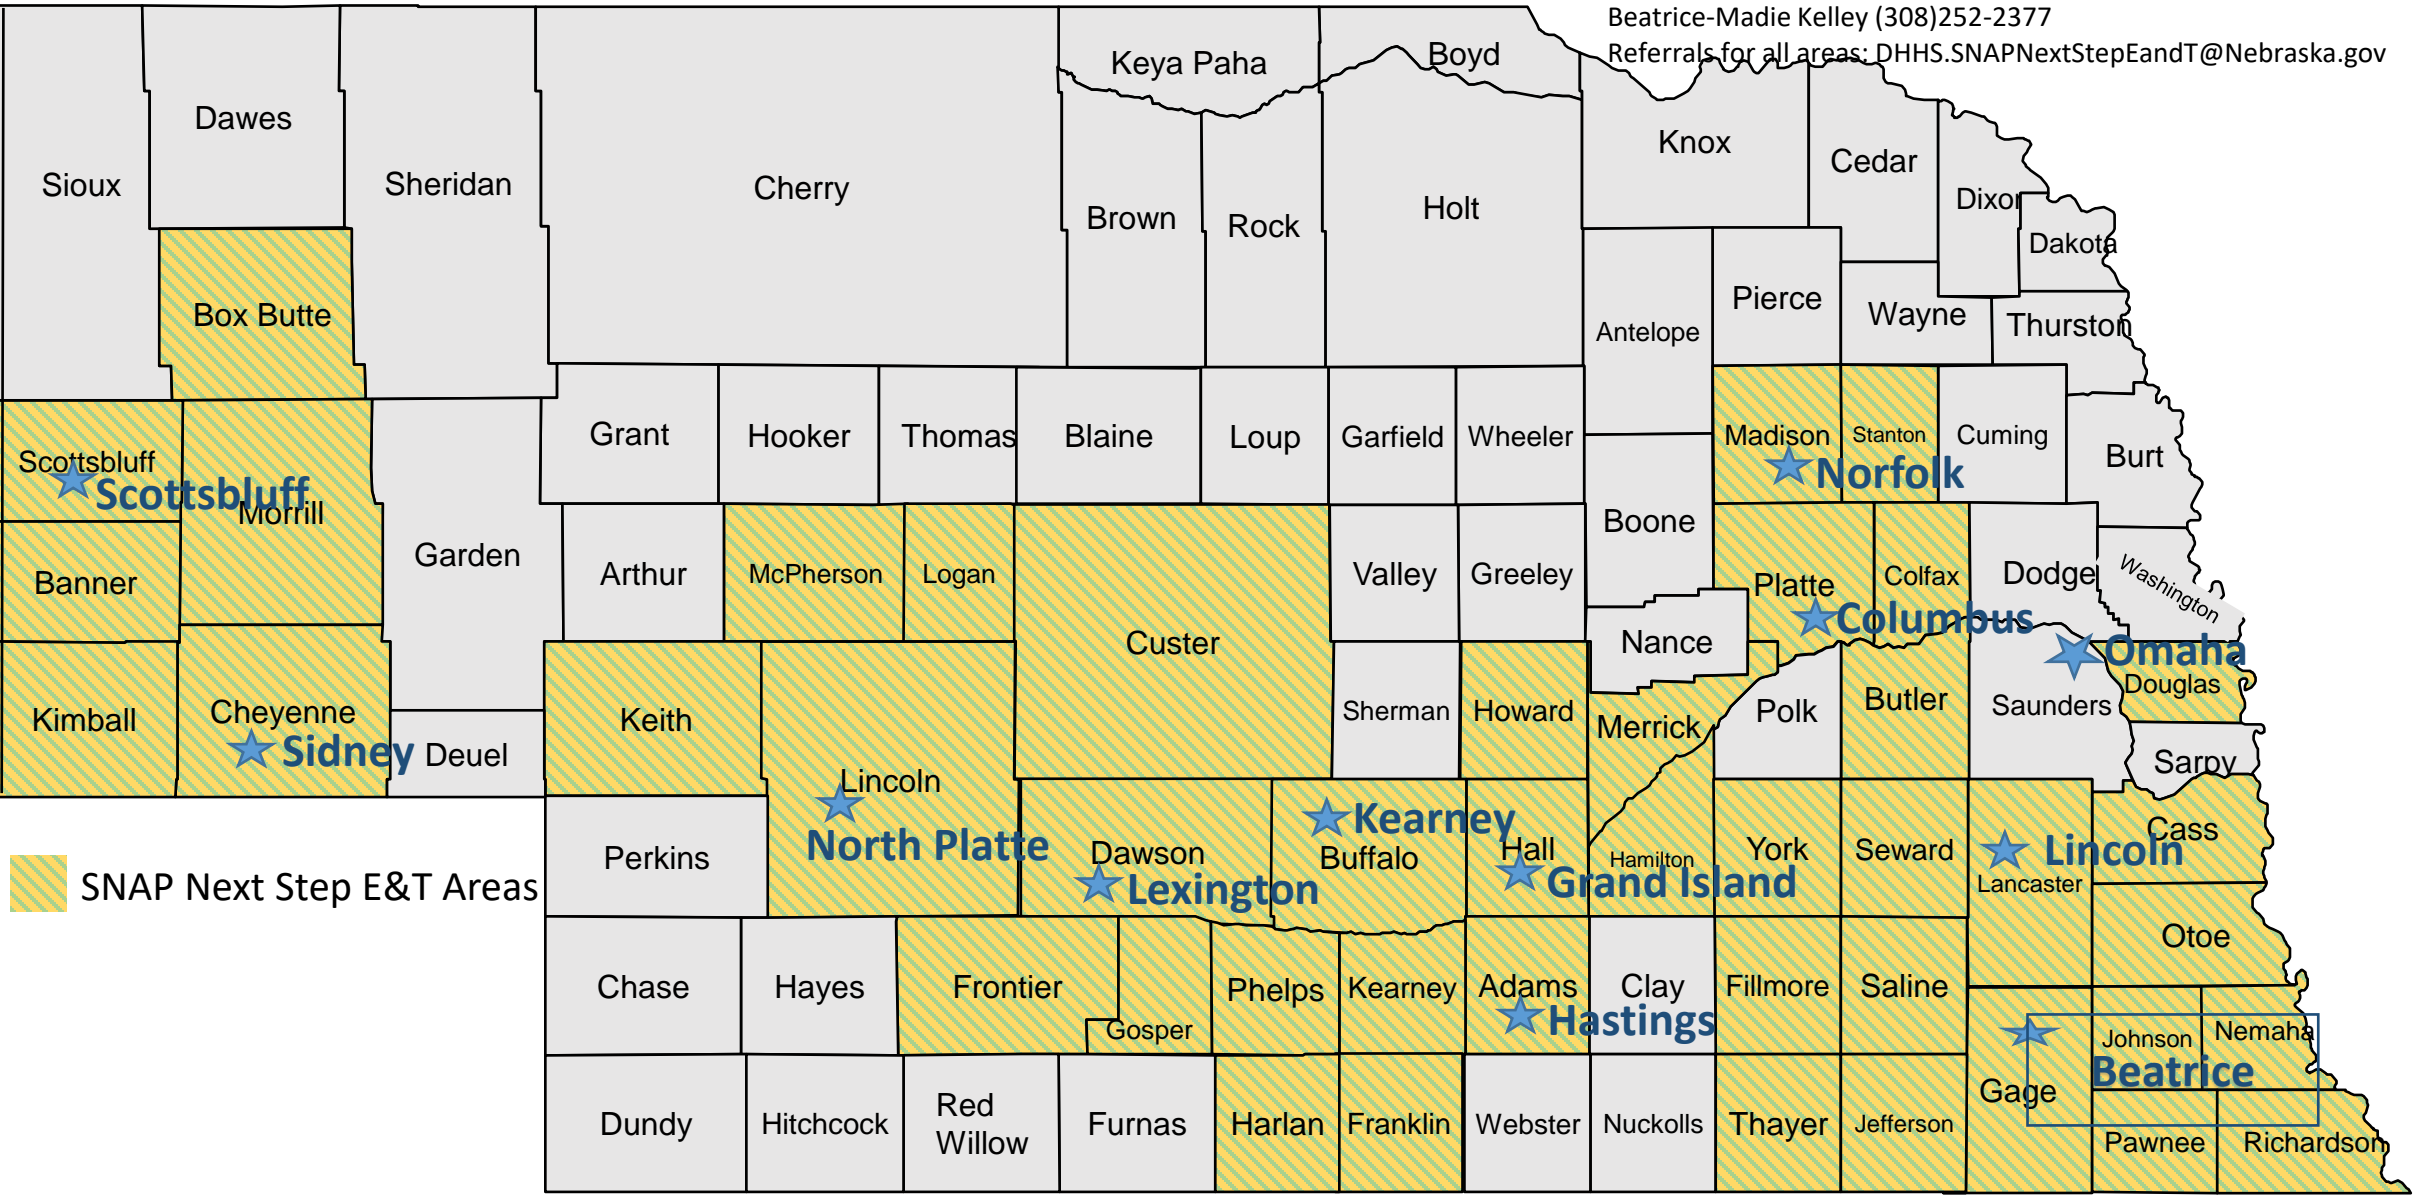 Beatrice-Madie Kelley (308)252-2377
Referrals for all areas: DHHS.SNAPNextStepEandT@Nebraska.gov
Keya Paha
Boyd
Dawes
Knox
Cedar
Sioux
Sheridan
Cherry
Brown
Rock
Holt
Dixon
Dakota
Box Butte
Pierce
Wayne
Thurston
Antelope
Grant
Hooker
Thomas
Blaine
Loup
Garfield
Wheeler
Madison
Stanton
Cuming
Burt
Scottsbluff
Scottsbluff
Norfolk
Morrill
Boone
Garden
Banner
Arthur
McPherson
Logan
Valley
Greeley
Platte
Colfax
Dodge
Washington
Columbus
Custer
Nance
Omaha
Douglas
Kimball
Cheyenne
Keith
Sherman
Howard
Merrick
Polk
Butler
Saunders
Sidney
Deuel
Sarpy
Lincoln
North Platte
Kearney
Perkins
Dawson
Buffalo
Hall
Hamilton
York
Seward
Lincoln
Cass
Lancaster
SNAP Next Step E&T Areas
Lexington
Grand Island
Otoe
Chase
Hayes
Frontier
Gosper
Phelps
Kearney
Adams
Clay
Fillmore
Saline
Hastings
Johnson
Nemaha
Beatrice
Gage
Dundy
Hitchcock
Red
Willow
Furnas
Harlan
Franklin
Webster
Nuckolls
Thayer
Jefferson
Pawnee
Richardson